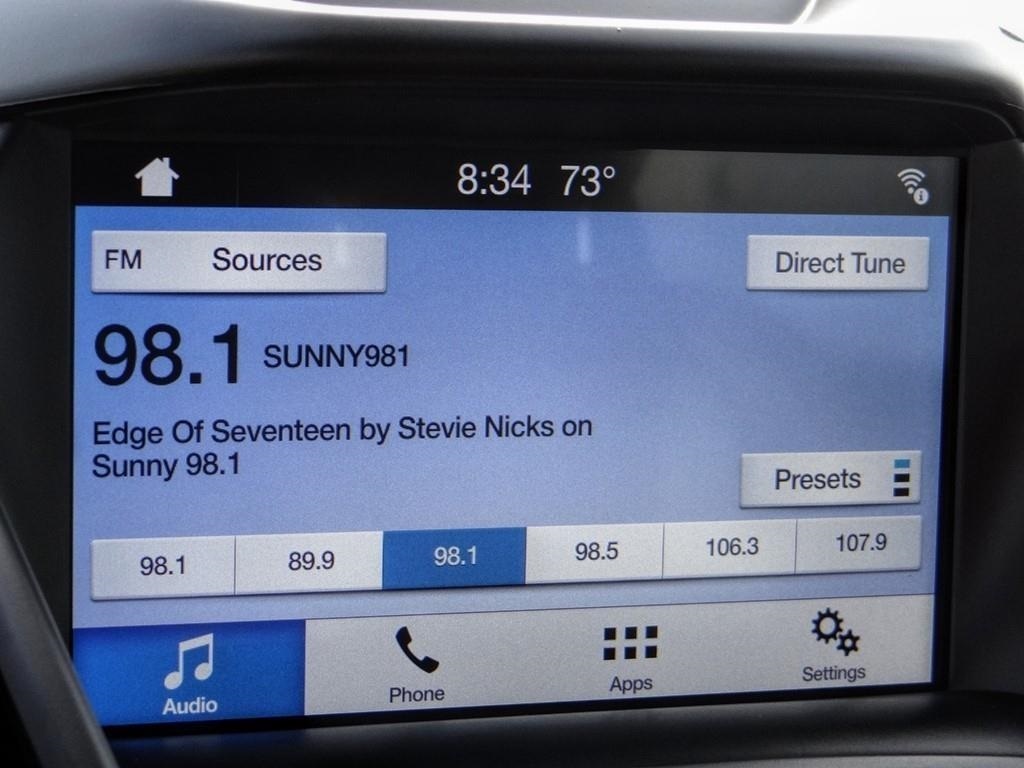 8:34 73°
FM Sources
Direct Tune
98.1 SUNNY981
Edge Of Seventeen by Stevie Nicks on
Sunny 98.1
Presets
98.1 89.9 98.1 98.5 106.3 107.9
Audio Phone Apps Settings